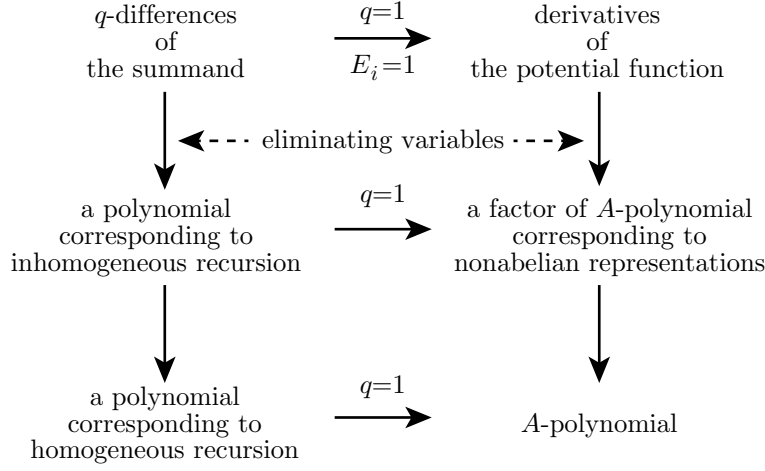 q-differences
of
the summand
q=1
E_i=1
derivatives
of
the potential function
eliminating variables
a polynomial
corresponding to
inhomogeneous recursion
q=1
a factor of A-polynomial
corresponding to
nonabelian representations
a polynomial
corresponding to
homogeneous recursion
q=1
A-polynomial